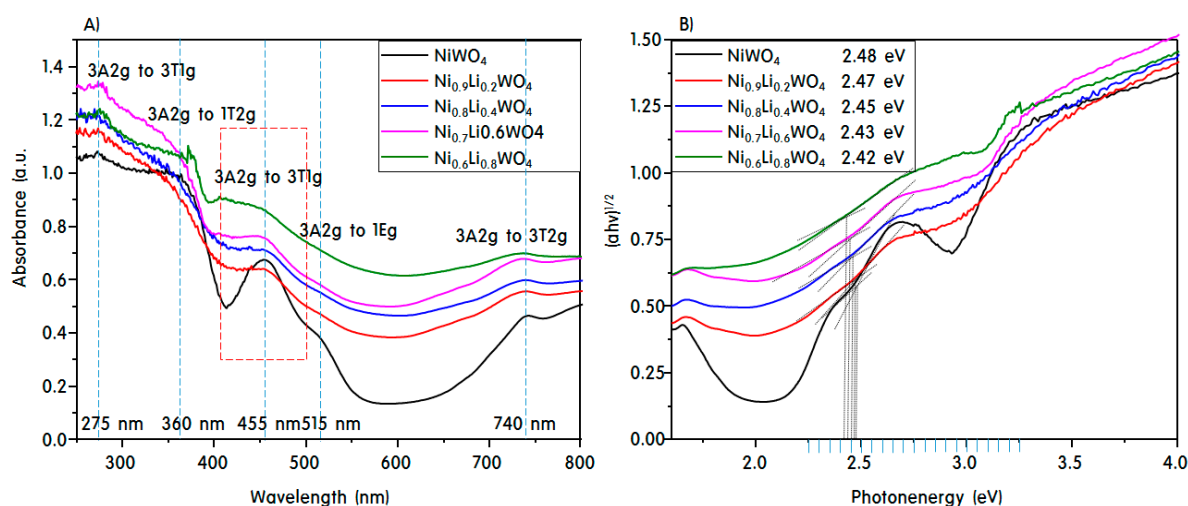 A)
NiWO4
Ni0.9Li0.2WO4
Ni0.8Li0.4WO4
Ni0.7Li0.6WO4
Ni0.6Li0.8WO4
3A2g to 3T1g
3A2g to 1T2g
3A2g to 3T1g
3A2g to 1Eg
3A2g to 3T2g
275 nm
360 nm
455 nm
515 nm
740 nm
Absorbance (a.u.
0.0
0.2
0.4
0.6
0.8
1.0
1.2
1.4
300
400
500
600
700
800
Wavelength (nm)
B)
NiWO4 2.48 eV
Ni0.9Li0.2WO4 2.47 eV
Ni0.8Li0.4WO4 2.45 eV
Ni0.7Li0.6WO4 2.43 eV
Ni0.6Li0.8WO4 2.42 eV
(αhν)1/2
0.00
0.25
0.50
0.75
1.00
1.25
1.50
2.0
2.5
3.0
3.5
4.0
Photonenergy (eV)